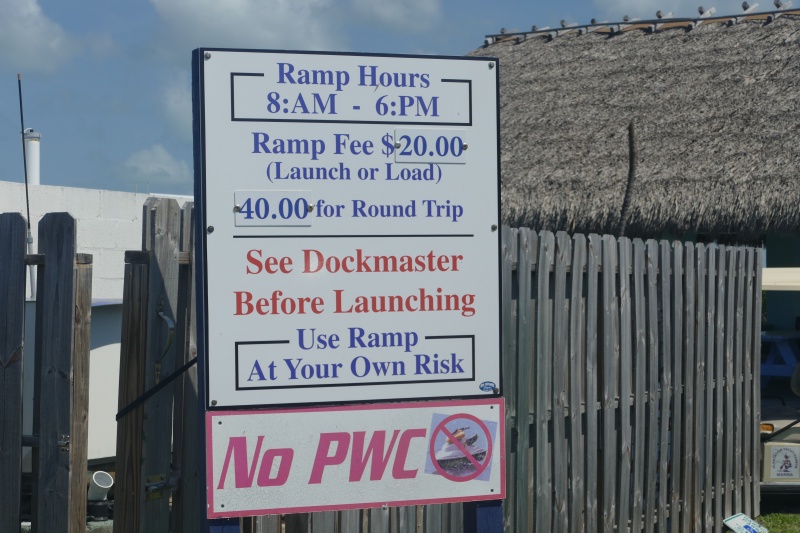 Ramp Hours
8:AM - 6:PM
Ramp Fee $20.00
(Launch or Load)
40.00 for Round Trip
See Dockmaster
Before Launching
Use Ramp
At Your Own Risk
No PWC